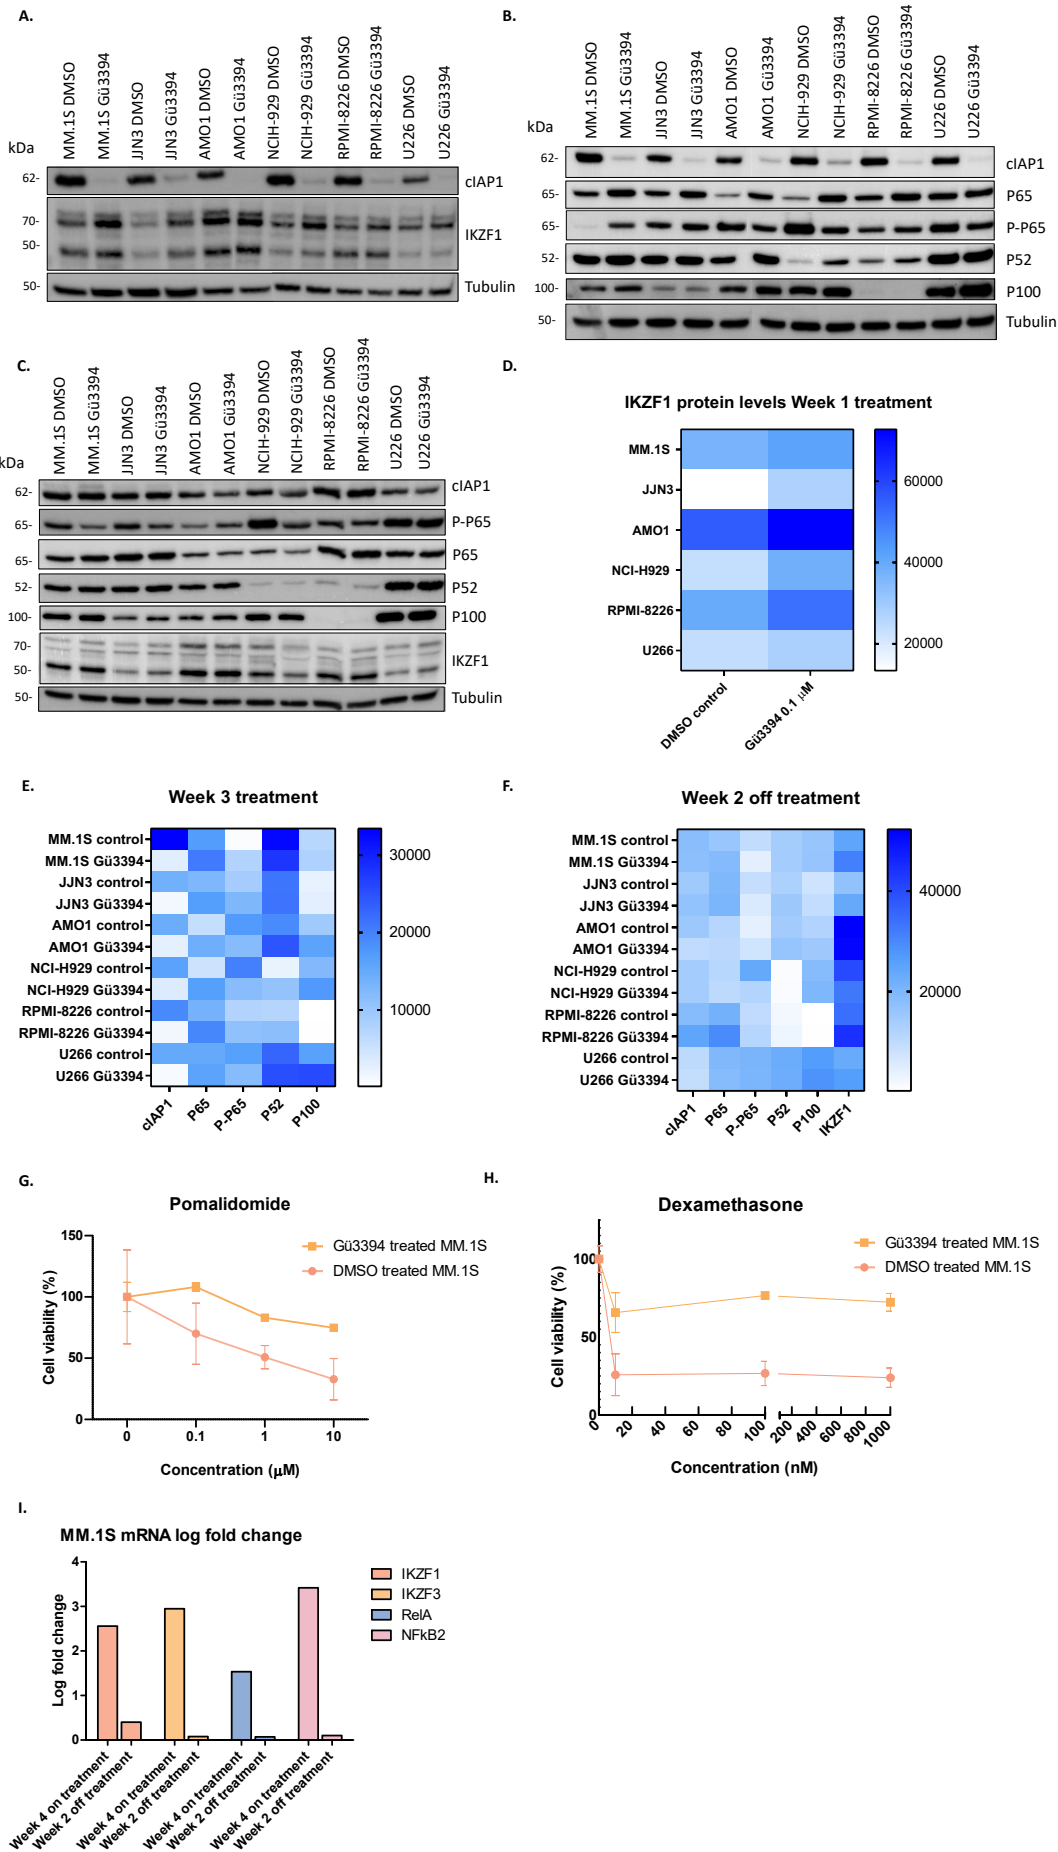 A.
MM.1S DMSO
MM.1S Gü3394
JJN3 DMSO
JJN3 Gü3394
AMO1 DMSO
AMO1 Gü3394
NCIH-929 DMSO
NCIH-929 Gü3394
RPMI-8226 DMSO
RPMI-8226 Gü3394
U226 DMSO
U226 Gü3394
kDa
62-
cIAP1
70-
50-
IKZF1
50-
Tubulin
B.
MM.1S DMSO
MM.1S Gü3394
JJN3 DMSO
JJN3 Gü3394
AMO1 DMSO
AMO1 Gü3394
NCIH-929 DMSO
NCIH-929 Gü3394
RPMI-8226 DMSO
RPMI-8226 Gü3394
U226 DMSO
U226 Gü3394
kDa
62-
cIAP1
65-
P65
65-
P-P65
52-
P52
100-
P100
50-
Tubulin
C.
MM.1S DMSO
MM.1S Gü3394
JJN3 DMSO
JJN3 Gü3394
AMO1 DMSO
AMO1 Gü3394
NCIH-929 DMSO
NCIH-929 Gü3394
RPMI-8226 DMSO
RPMI-8226 Gü3394
U226 DMSO
U226 Gü3394
kDa
62-
cIAP1
65-
P-P65
65-
P65
52-
P52
100-
P100
70-
50-
IKZF1
50-
Tubulin
D.
IKZF1 protein levels Week 1 treatment
MM.1S
JJN3
AMO1
NCI-H929
RPMI-8226
U266
60000
40000
20000
DMSO control
Gü3394 0.1 μM
E.
Week 3 treatment
MM.1S control
MM.1S Gü3394
JJN3 control
JJN3 Gü3394
AMO1 control
AMO1 Gü3394
NCI-H929 control
NCI-H929 Gü3394
RPMI-8226 control
RPMI-8226 Gü3394
U266 control
U266 Gü3394
30000
20000
10000
cIAP1
P65
P-P65
P52
P100
F.
Week 2 off treatment
MM.1S control
MM.1S Gü3394
JJN3 control
JJN3 Gü3394
AMO1 control
AMO1 Gü3394
NCI-H929 control
NCI-H929 Gü3394
RPMI-8226 control
RPMI-8226 Gü3394
U266 control
U266 Gü3394
40000
20000
cIAP1
P65
P-P65
P52
P100
IKZF1
G.
Pomalidomide
Cell viability (%)
150
100
50
0
0
0.1
1
10
Concentration (μM)
Gü3394 treated MM.1S
DMSO treated MM.1S
H.
Dexamethasone
Cell viability (%)
100
50
0
0
20
40
60
80
100
200
400
600
800
1000
Concentration (nM)
Gü3394 treated MM.1S
DMSO treated MM.1S
I.
MM.1S mRNA log fold change
Log fold change
4
3
2
1
0
IKZF1
IKZF3
RelA
NFkB2
Week 4 on treatment
Week 2 off treatment
Week 4 on treatment
Week 2 off treatment
Week 4 on treatment
Week 2 off treatment
Week 4 on treatment
Week 2 off treatment